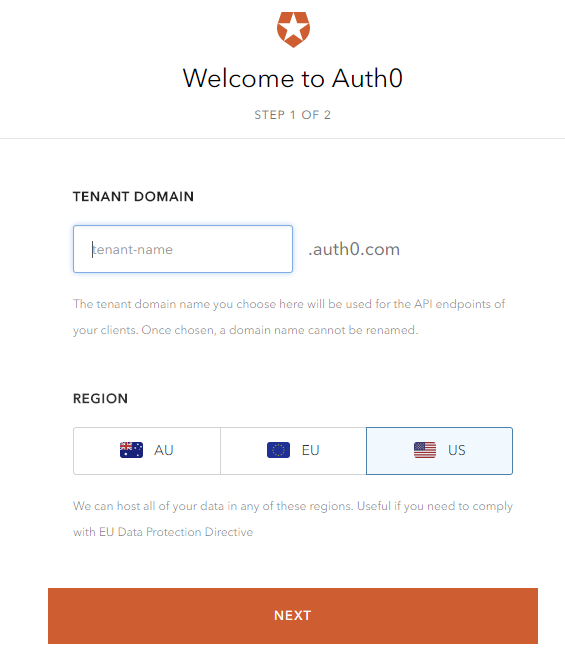 Welcome to Auth0
STEP 1 OF 2
TENANT DOMAIN
tenant-name .auth0.com
The tenant domain name you choose here will be used for the API endpoints of
your clients. Once chosen, a domain name cannot be renamed.
REGION
AU EU US
We can host all of your data in any of these regions. Useful if you need to comply
with EU Data Protection Directive
NEXT